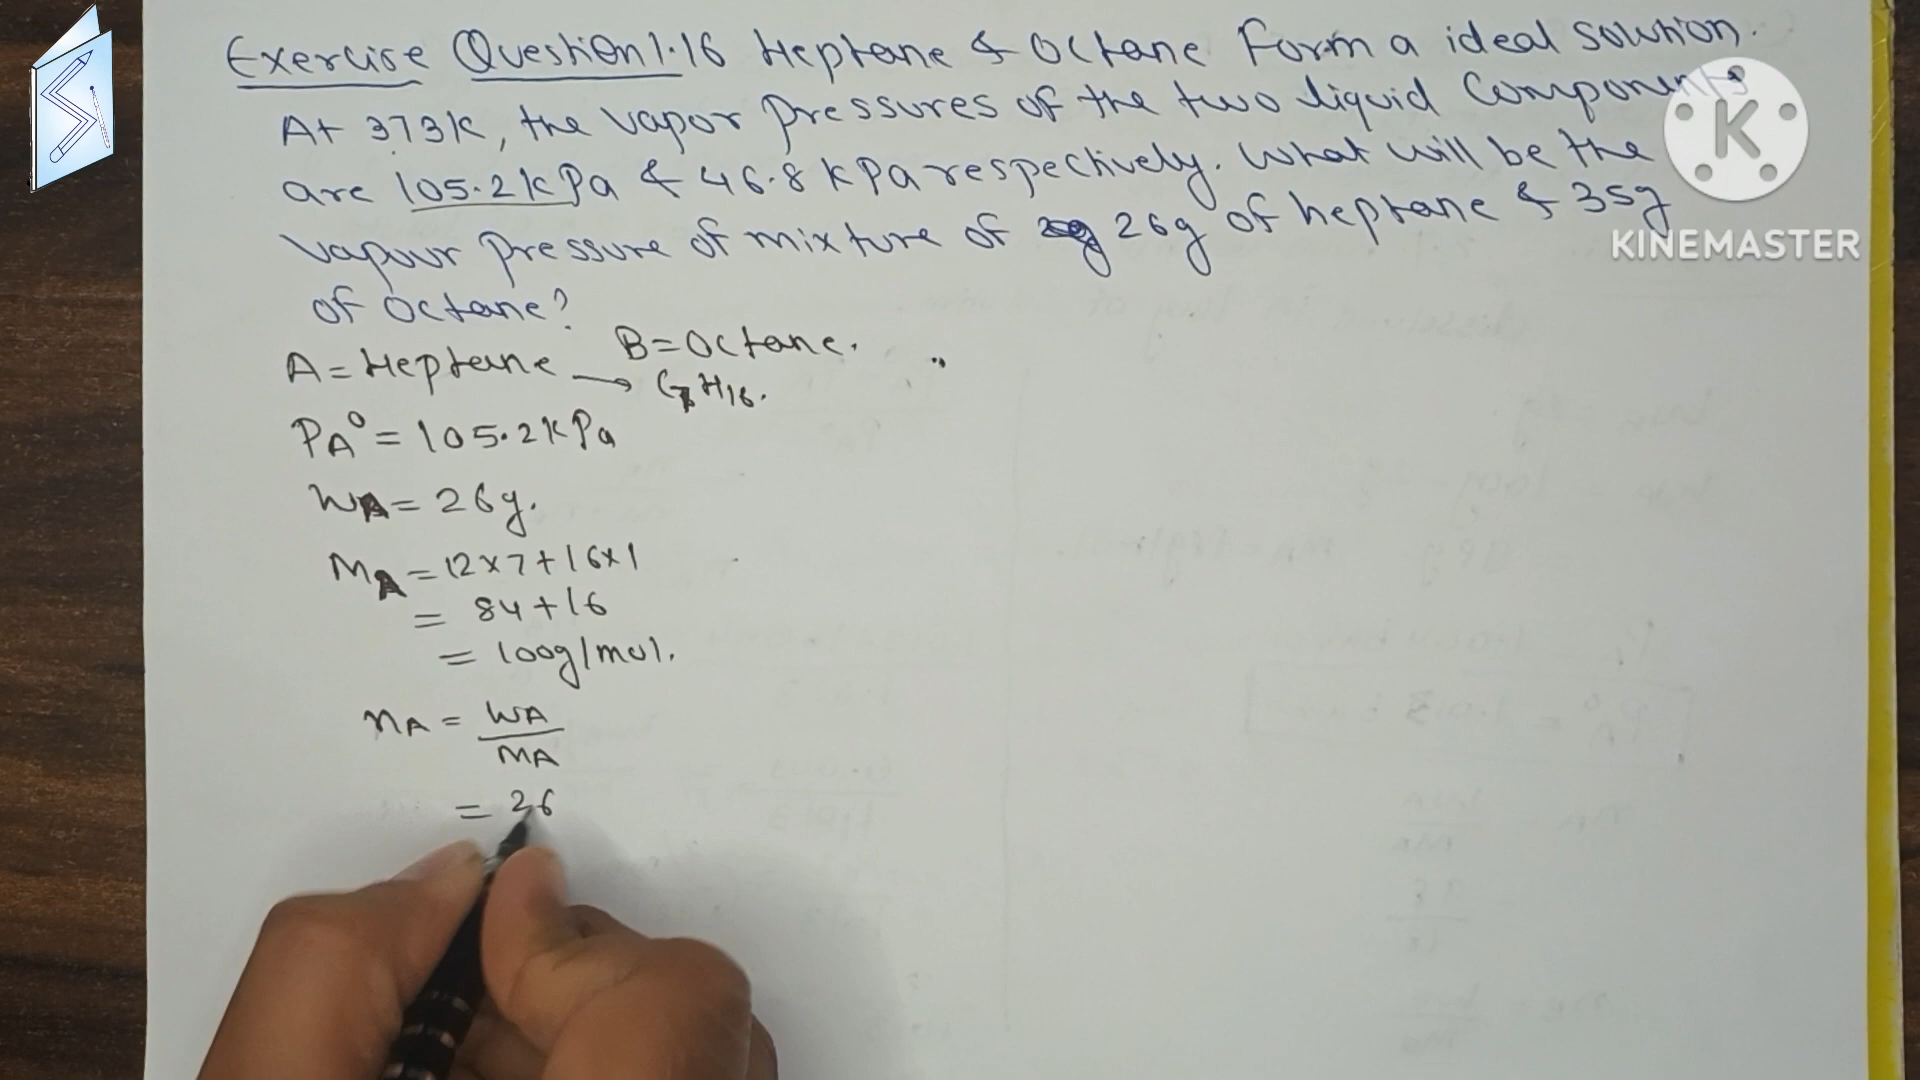 Exercise Question 1.16 Heptane & Octane Form a ideal solution.
At 373K, the vapor pressures of the two liquid Components
are 105.2 kPa & 46.8 kPa respectively. What will be the
vapour pressure of mixture of 26g of heptane & 35g
of Octane?
A = Heptane → C7H16.
B = Octane.
PA° = 105.2 kPa
WA = 26g.
MA = 12×7+16×1
= 84+16
= 100g/mol.
nA = WA
MA
= 26
K
KINEMASTER